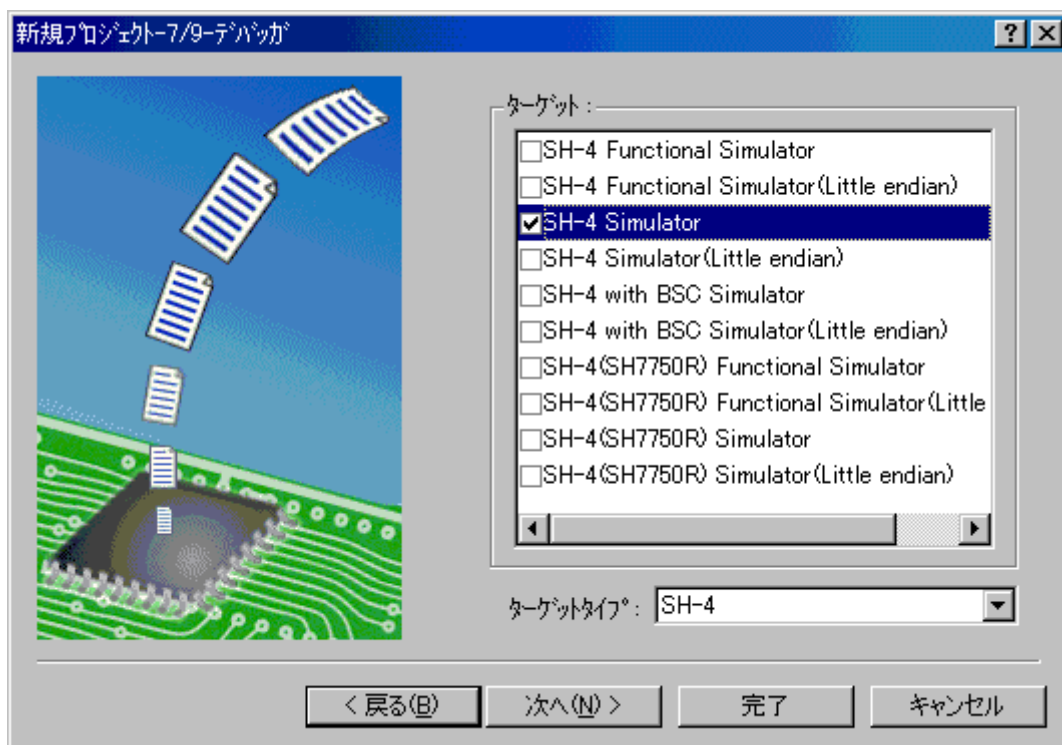 新規ﾌﾟﾛｼﾞｪｸﾄ-7/9-ﾃﾞﾊﾞｯｶﾞ
ﾀｰｹﾞｯﾄ :
SH-4 Functional Simulator
SH-4 Functional Simulator(Little endian)
SH-4 Simulator
SH-4 Simulator(Little endian)
SH-4 with BSC Simulator
SH-4 with BSC Simulator(Little endian)
SH-4(SH7750R) Functional Simulator
SH-4(SH7750R) Functional Simulator(Little
SH-4(SH7750R) Simulator
SH-4(SH7750R) Simulator(Little endian)
ﾀｰｹﾞｯﾄﾀｲﾌﾟ : SH-4
< 戻る(B) 次へ(N) > 完了 キャンセル